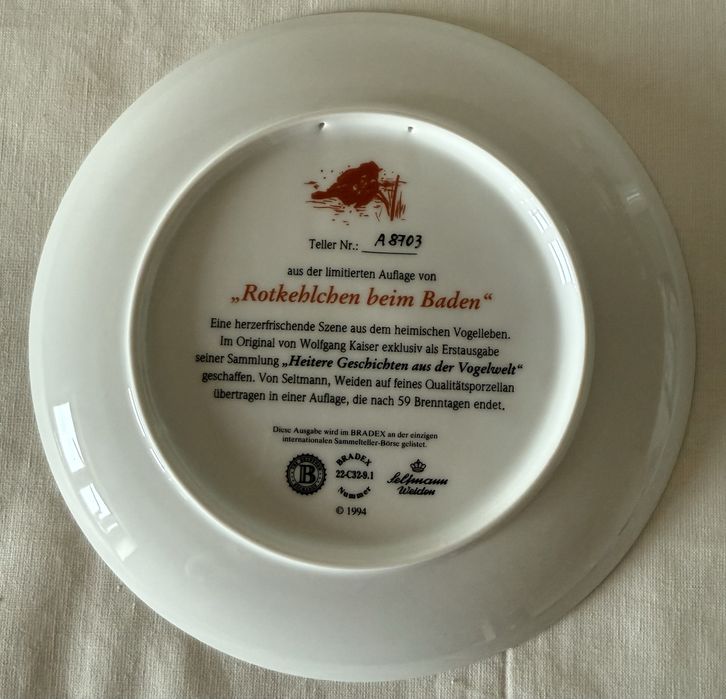 Teller Nr.: A 8703
aus der limitierten Auflage von
„Rotkehlchen beim Baden“
Eine herzerfrischende Szene aus dem heimischen Vogelleben.
Im Original von Wolfgang Kaiser exklusiv als Erstausgabe
seiner Sammlung „Heitere Geschichten aus der Vogelwelt“
geschaffen. Von Seltmann, Weiden auf feines Qualitätsporzellan
übertragen in einer Auflage, die nach 59 Brenntagen endet.
Diese Ausgabe wird im BRADEX an der einzigen
internationalen Sammelteller-Börse gelistet.
B
BRADEX
22-C32-9.1
Nummer
Seltmann
Weiden
© 1994